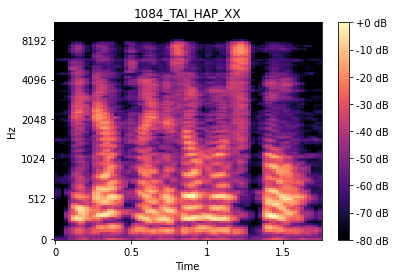 1084_TAI_HAP_XX
+0 dB
8192
-10 dB
4096
-20 dB
-30 dB
2048
Hz
-40 dB
1024
-50 dB
512
-60 dB
-70 dB
0
-80 dB
0
0.5
1
1.5
Time